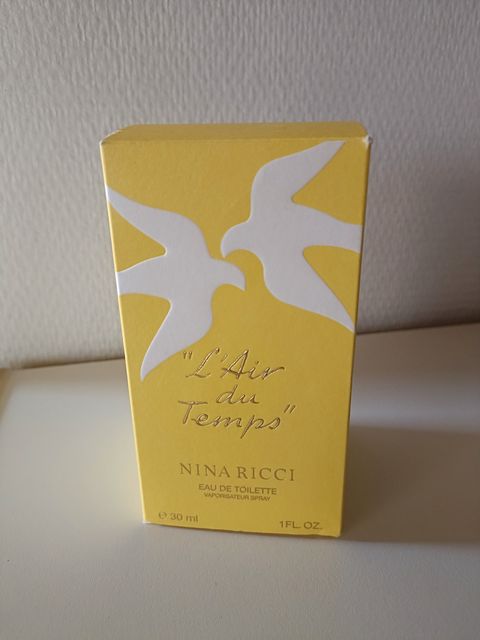 "L'Air
du
Temps"
NINA RICCI
EAU DE TOILETTE
VAPORISATEUR SPRAY
℮ 30 ml 1FL. OZ.